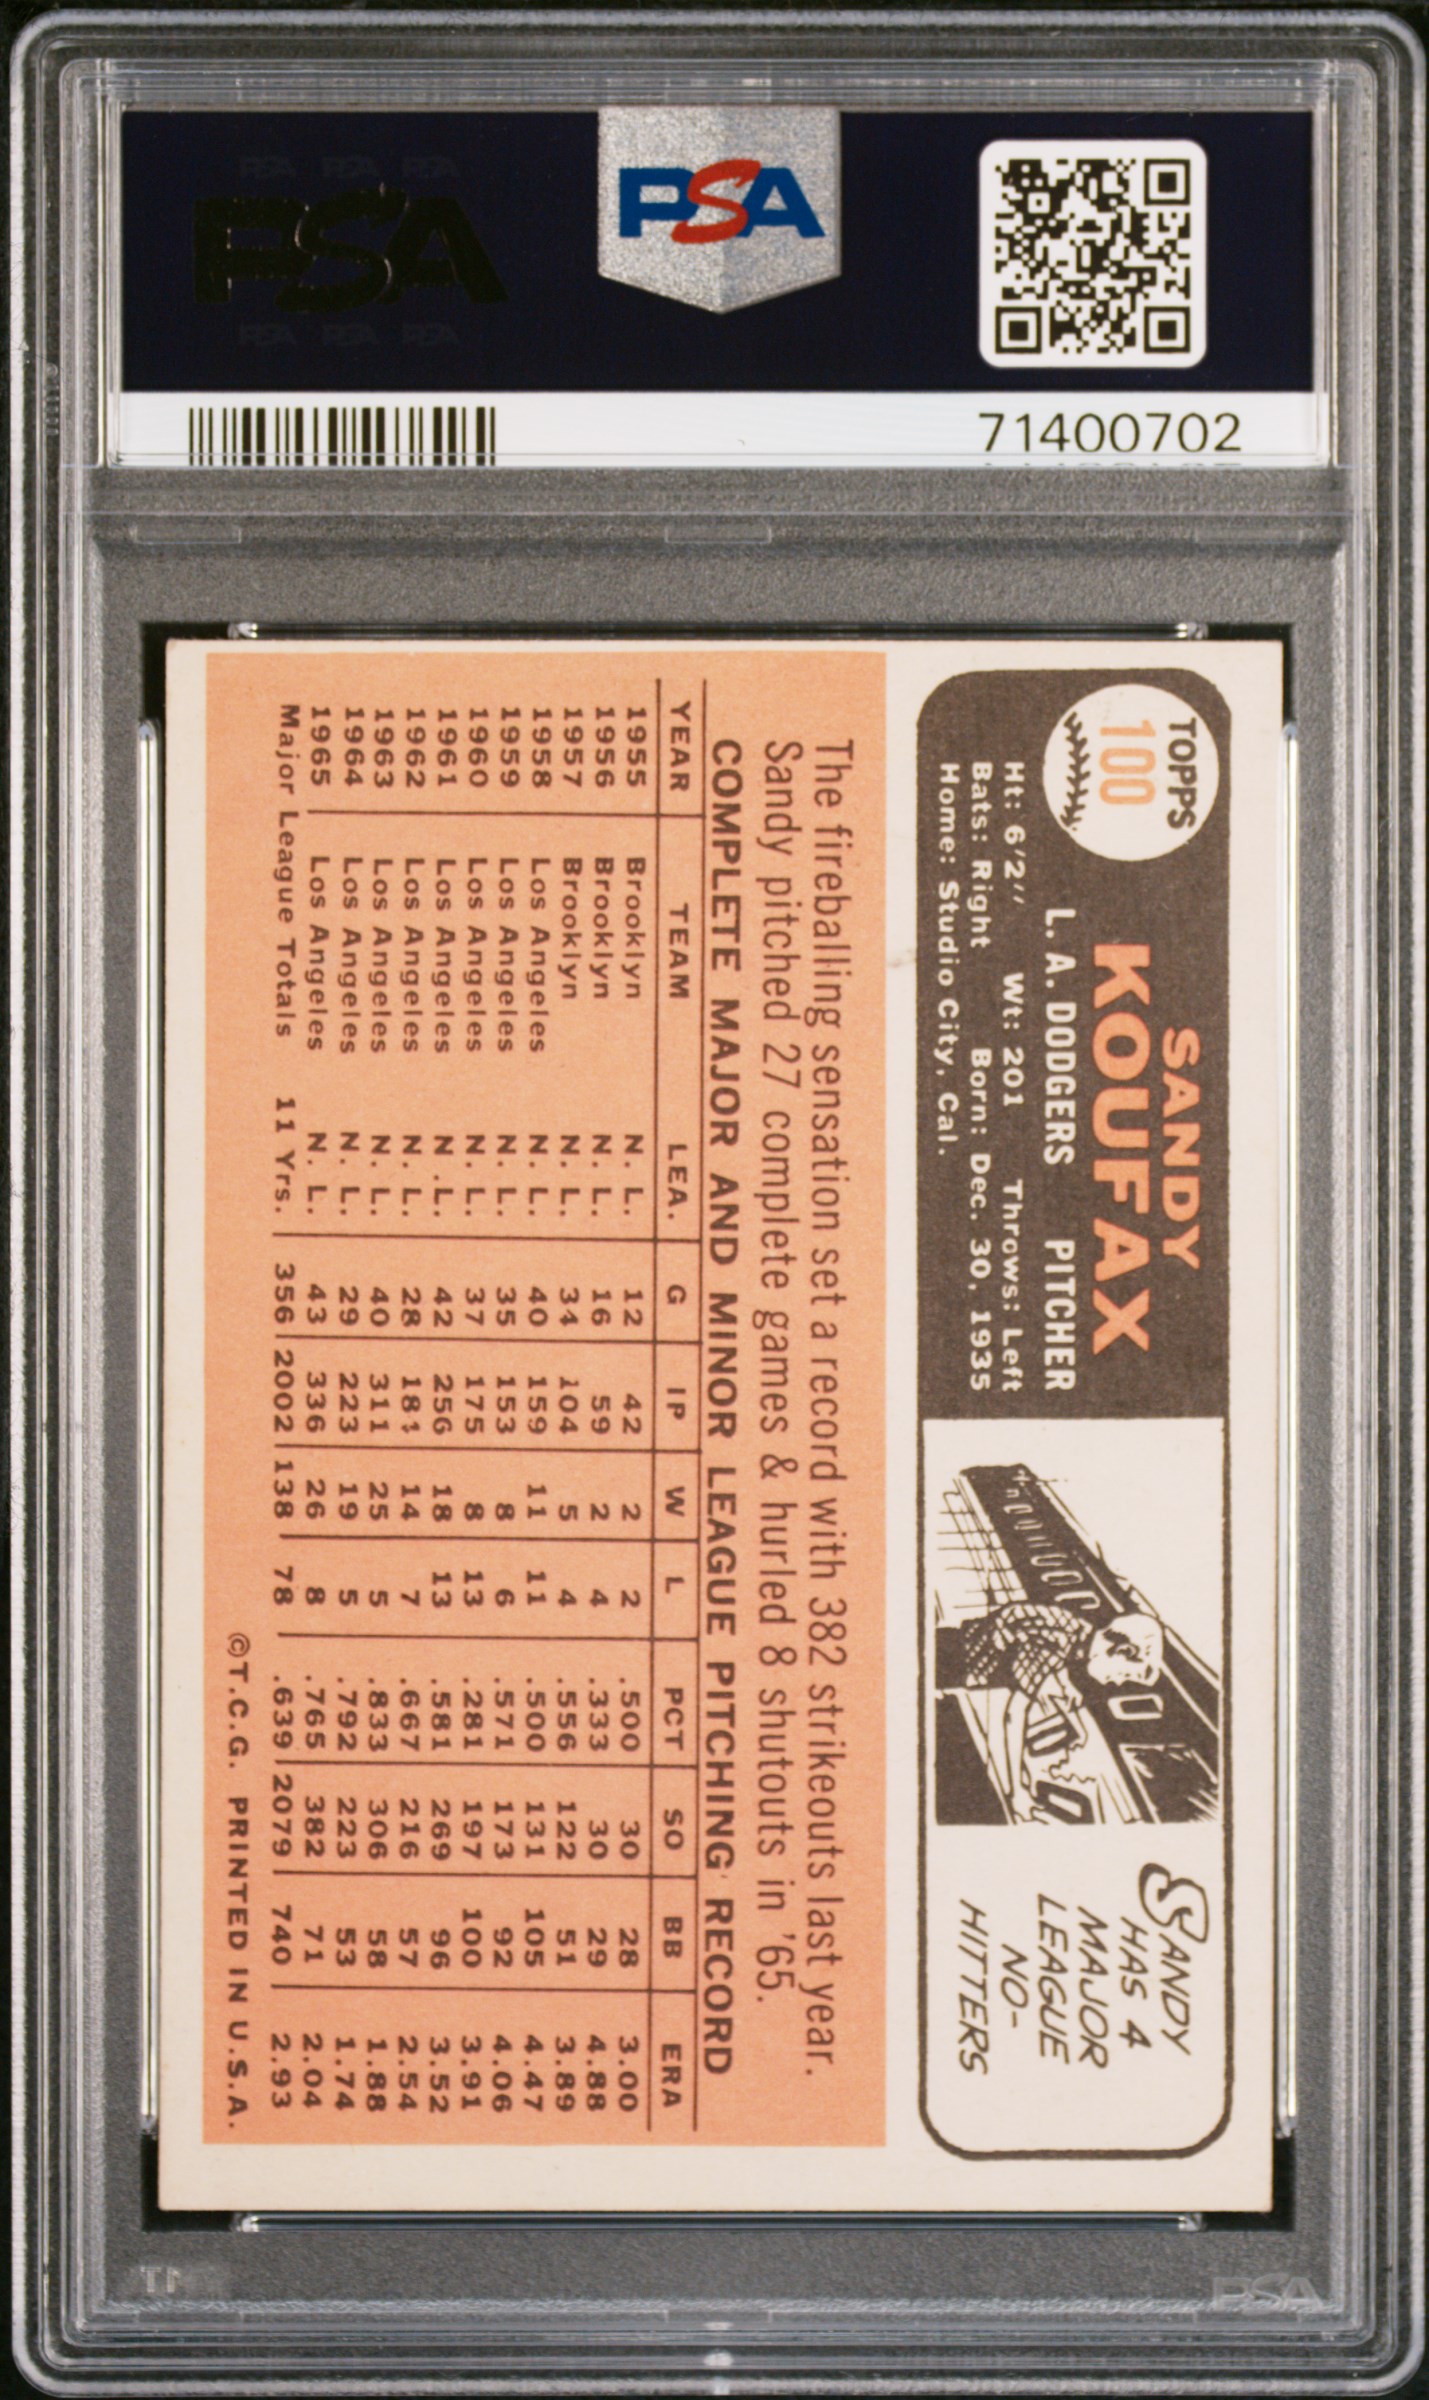 PSA
PSA
71400702
TOPPS
100
SANDY
KOUFAX
L. A. DODGERS PITCHER
Ht: 6'2'' Wt: 201 Throws: Left
Bats: Right Born: Dec. 30, 1935
Home: Studio City, Cal.
SANDY
HAS 4
MAJOR
LEAGUE
NO-
HITTERS
The fireballing sensation set a record with 382 strikeouts last year.
Sandy pitched 27 complete games & hurled 8 shutouts in '65.
COMPLETE MAJOR AND MINOR LEAGUE PITCHING RECORD
YEAR TEAM LEA. G IP W L PCT SO BB ERA
1955 Brooklyn N. L. 12 42 2 2 .500 30 28 3.00
1956 Brooklyn N. L. 16 59 2 4 .333 30 29 4.88
1957 Brooklyn N. L. 34 104 5 4 .556 122 51 3.89
1958 Los Angeles N. L. 40 159 11 11 .500 131 105 4.47
1959 Los Angeles N. L. 35 153 8 6 .571 173 92 4.06
1960 Los Angeles N. L. 37 175 8 13 .281 197 100 3.91
1961 Los Angeles N .L. 42 256 18 13 .581 269 96 3.52
1962 Los Angeles N. L. 28 184 14 7 .667 216 57 2.54
1963 Los Angeles N. L. 40 311 25 5 .833 306 58 1.88
1964 Los Angeles N. L. 29 223 19 5 .792 223 53 1.74
1965 Los Angeles N. L. 43 336 26 8 .765 382 71 2.04
Major League Totals 11 Yrs. 356 2002 138 78 .639 2079 740 2.93
©T.C.G. PRINTED IN U.S.A.
PSA